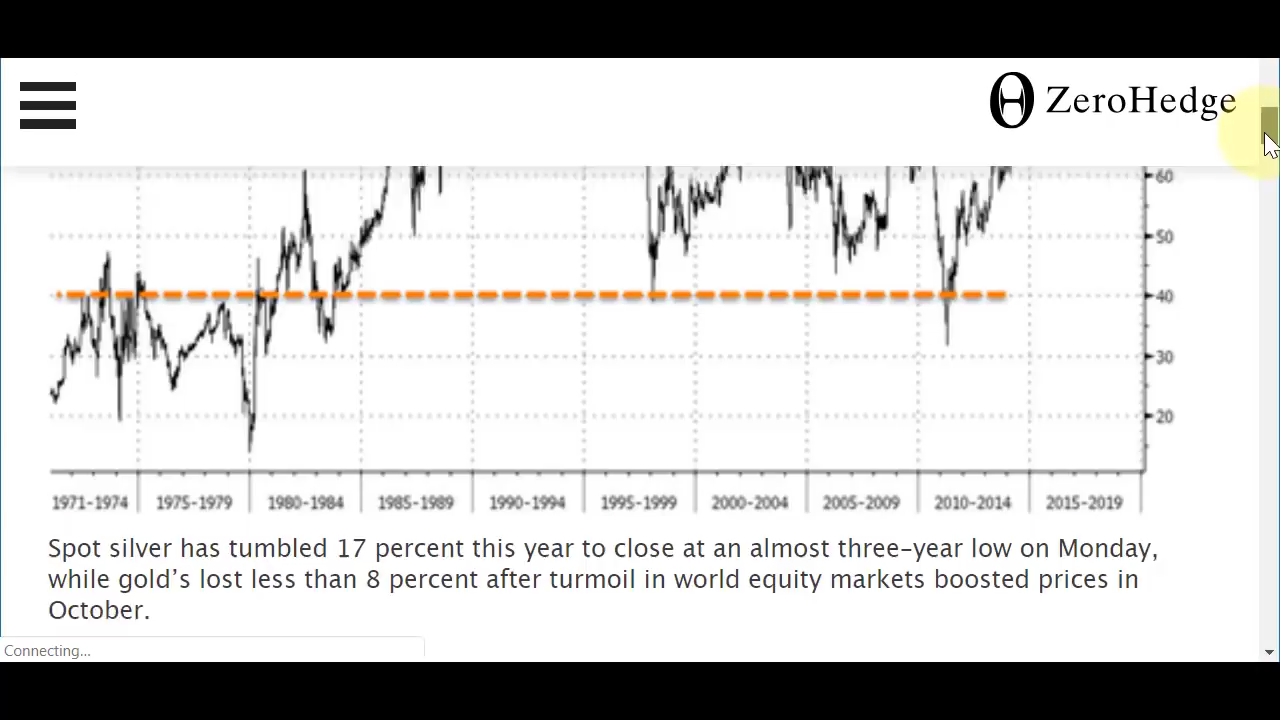 ZeroHedge
60
50
40
30
20
1971-1974 1975-1979 1980-1984 1985-1989 1990-1994 1995-1999 2000-2004 2005-2009 2010-2014 2015-2019
Spot silver has tumbled 17 percent this year to close at an almost three-year low on Monday,
while gold’s lost less than 8 percent after turmoil in world equity markets boosted prices in
October.
Connecting...